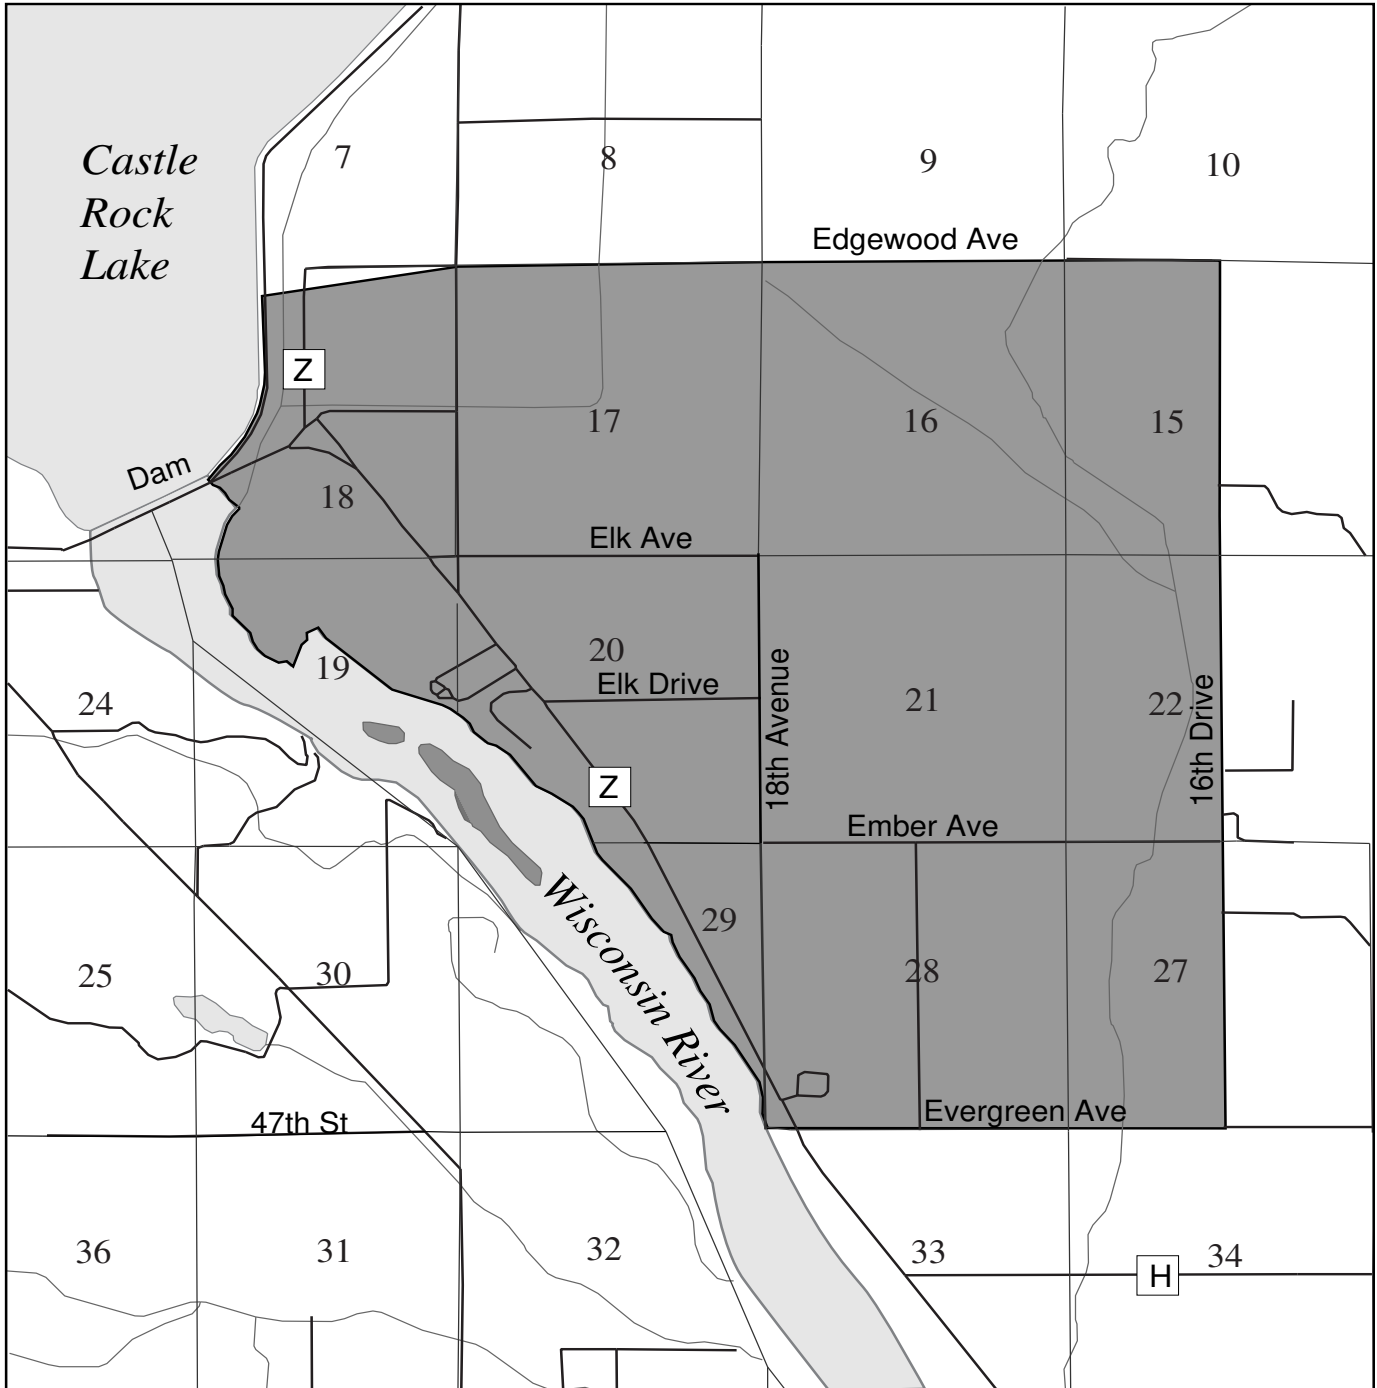 Castle
Rock
Lake
7
8
9
10
Edgewood Ave
Z
17
16
15
Dam
18
Elk Ave
19
20
Elk Drive
18th Avenue
21
22
16th Drive
24
Z
Ember Ave
Wisconsin River
29
28
27
25
30
47th St
Evergreen Ave
36
31
32
33
34
H